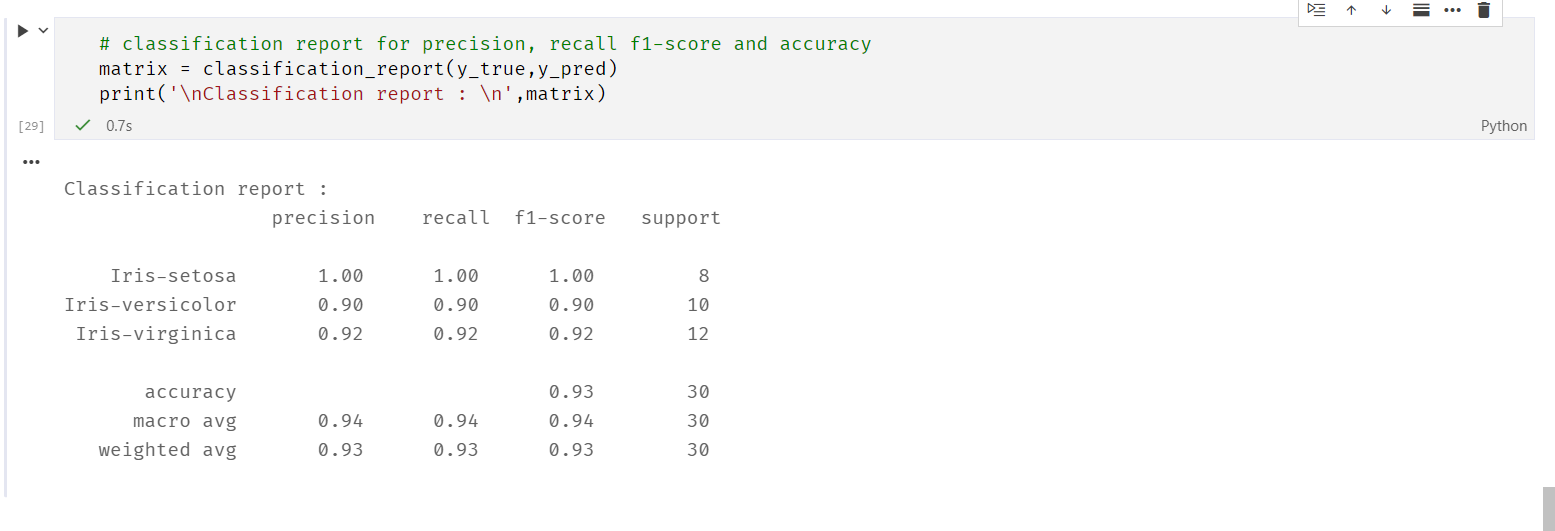 # classification report for precision, recall f1-score and accuracy
matrix = classification_report(y_true,y_pred)
print('\nClassification report : \n',matrix)
[29]
0.7s
Python
Classification report :
precision recall f1-score support
Iris-setosa 1.00 1.00 1.00 8
Iris-versicolor 0.90 0.90 0.90 10
Iris-virginica 0.92 0.92 0.92 12
accuracy 0.93 30
macro avg 0.94 0.94 0.94 30
weighted avg 0.93 0.93 0.93 30